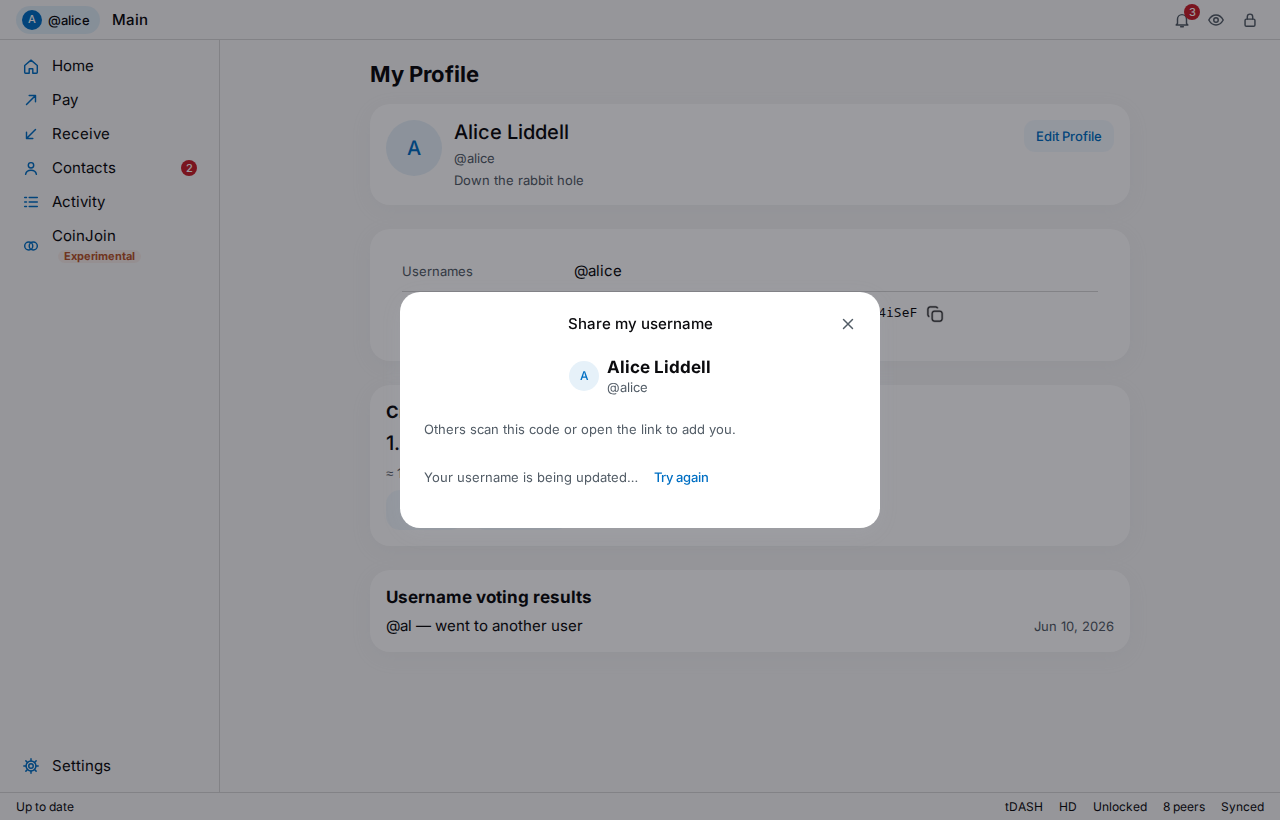 A @alice Main 3
Home
Pay
Receive
Contacts 2
Activity
CoinJoin
Experimental
Settings
My Profile
A
Alice Liddell
@alice
Down the rabbit hole
Edit Profile
Usernames @alice
4iSeF
Share my username
A
Alice Liddell
@alice
Others scan this code or open the link to add you.
Your username is being updated... Try again
C
1.
≈
Username voting results
@al — went to another user Jun 10, 2026
Up to date tDASH HD Unlocked 8 peers Synced